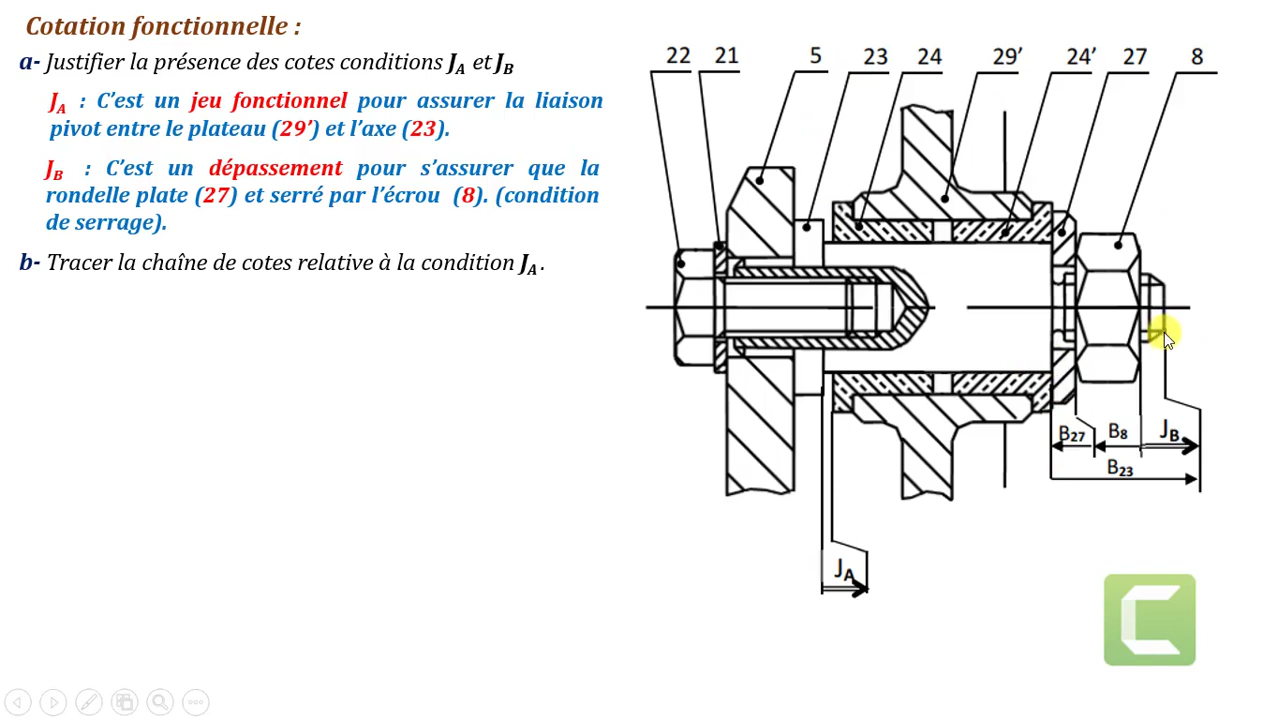 Cotation fonctionnelle :
a- Justifier la présence des cotes conditions JA et JB
JA : C’est un jeu fonctionnel pour assurer la liaison
pivot entre le plateau (29’) et l’axe (23).
JB : C’est un dépassement pour s’assurer que la
rondelle plate (27) et serré par l’écrou (8). (condition
de serrage).
b- Tracer la chaîne de cotes relative à la condition JA.
22 21 5 23 24 29’ 24’ 27 8
B27 B8 JB
B23
JA